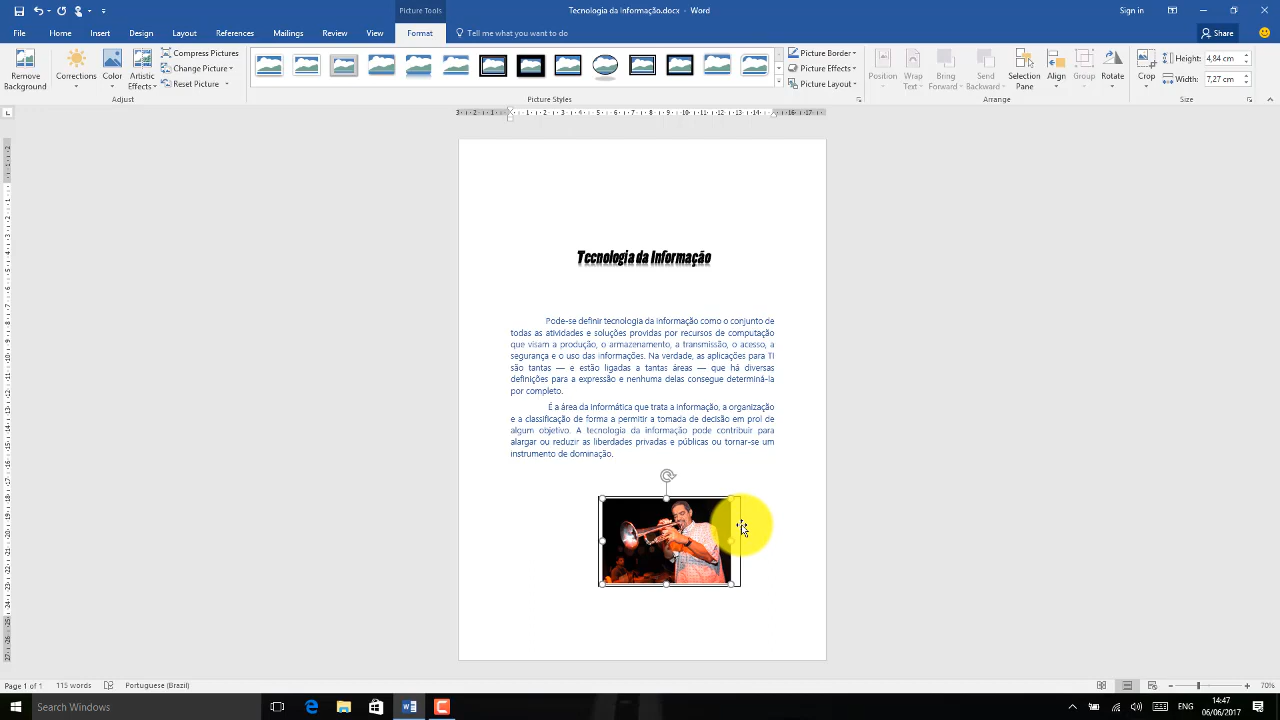 Picture Tools
Tecnologia da Informação.docx - Word
Sign in
File Home Insert Design Layout References Mailings Review View Format Tell me what you want to do Share
Remove Background
Corrections
Color
Artistic Effects
Compress Pictures
Change Picture
Reset Picture
Adjust
Picture Styles
Picture Border
Picture Effects
Picture Layout
Position
Wrap Text
Bring Forward
Send Backward
Selection Pane
Align
Group
Rotate
Arrange
Crop
Height: 4,84 cm
Width: 7,27 cm
Size
Tecnologia da Informação
Pode-se definir tecnologia da informação como o conjunto de
todas as atividades e soluções providas por recursos de computação
que visam a produção, o armazenamento, a transmissão, o acesso, a
segurança e o uso das informações. Na verdade, as aplicações para TI
são tantas — e estão ligadas a tantas áreas — que há diversas
definições para a expressão e nenhuma delas consegue determiná-la
por completo.
É a área da informática que trata a informação, a organização
e a classificação de forma a permitir a tomada de decisão em prol de
algum objetivo. A tecnologia da informação pode contribuir para
alargar ou reduzir as liberdades privadas e públicas ou tornar-se um
instrumento de dominação.
Page 1 of 1 115 words Portuguese (Brazil) 70%
Search Windows
ENG
14:47
06/06/2017